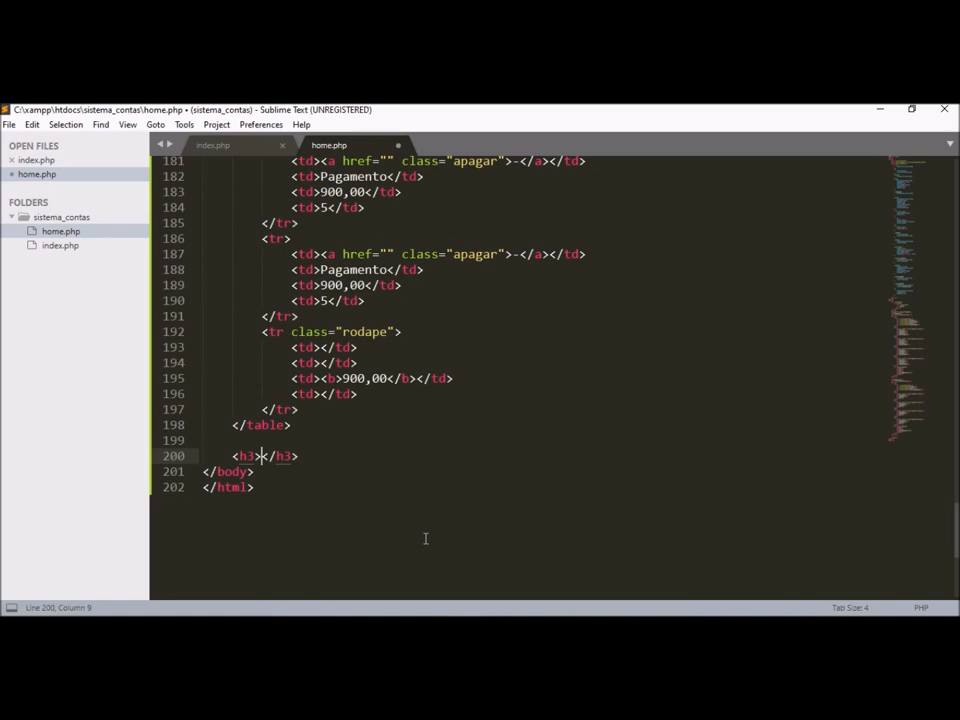 C:\xampp\htdocs\sistema_contas\home.php • (sistema_contas) - Sublime Text (UNREGISTERED)
File Edit Selection Find View Goto Tools Project Preferences Help
OPEN FILES
index.php
home.php
FOLDERS
sistema_contas
home.php
index.php
index.php home.php
181 <td><a href="" class="apagar">-</a></td>
182 <td>Pagamento</td>
183 <td>900,00</td>
184 <td>5</td>
185 </tr>
186 <tr>
187 <td><a href="" class="apagar">-</a></td>
188 <td>Pagamento</td>
189 <td>900,00</td>
190 <td>5</td>
191 </tr>
192 <tr class="rodape">
193 <td></td>
194 <td></td>
195 <td><b>900,00</b></td>
196 <td></td>
197 </tr>
198 </table>
199
200 <h3></h3>
201 </body>
202 </html>
Line 200, Column 9 Tab Size: 4 PHP